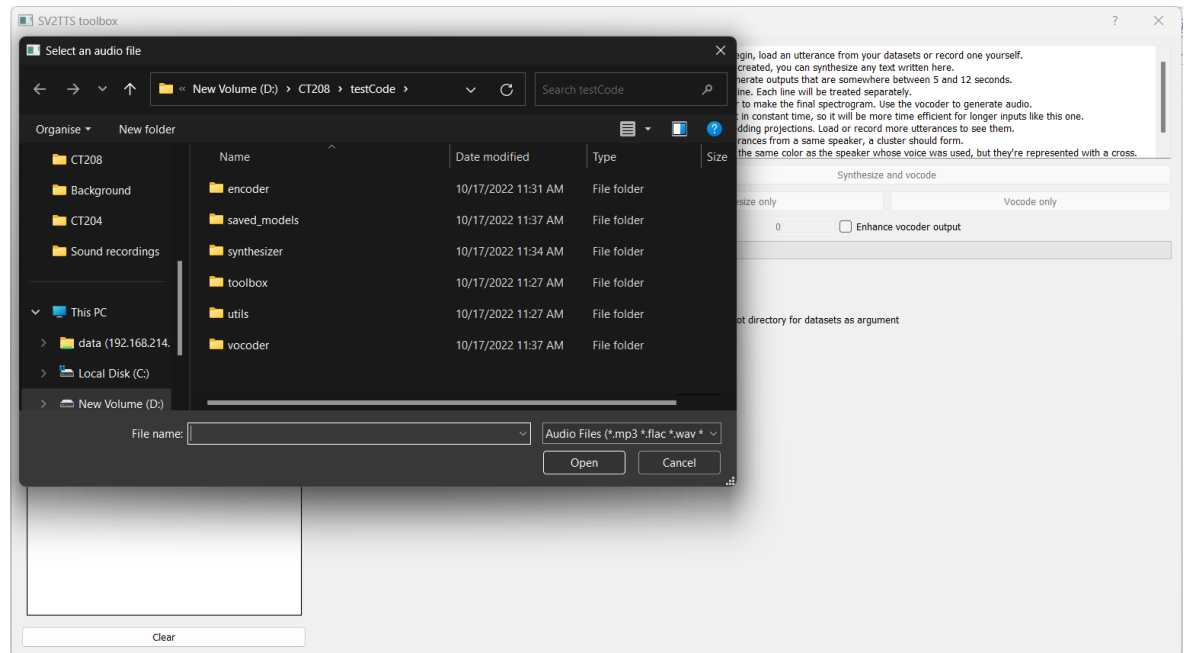 SV2TTS toolbox
Select an audio file
« New Volume (D:) › CT208 › testCode ›
Search testCode
Organise
New folder
Name
Date modified
Type
Size
CT208
Background
CT204
Sound recordings
This PC
data (192.168.214.
Local Disk (C:)
New Volume (D:)
encoder 10/17/2022 11:31 AM File folder
saved_models 10/17/2022 11:37 AM File folder
synthesizer 10/17/2022 11:34 AM File folder
toolbox 10/17/2022 11:27 AM File folder
utils 10/17/2022 11:27 AM File folder
vocoder 10/17/2022 11:37 AM File folder
File name:
Audio Files (*.mp3 *.flac *.wav *
Open
Cancel
egin, load an utterance from your datasets or record one yourself.
created, you can synthesize any text written here.
nerate outputs that are somewhere between 5 and 12 seconds.
ine. Each line will be treated separately.
r to make the final spectrogram. Use the vocoder to generate audio.
t in constant time, so it will be more time efficient for longer inputs like this one.
dding projections. Load or record more utterances to see them.
rances from a same speaker, a cluster should form.
the same color as the speaker whose voice was used, but they're represented with a cross.
Synthesize and vocode
esize only
Vocode only
0
Enhance vocoder output
ot directory for datasets as argument
Clear